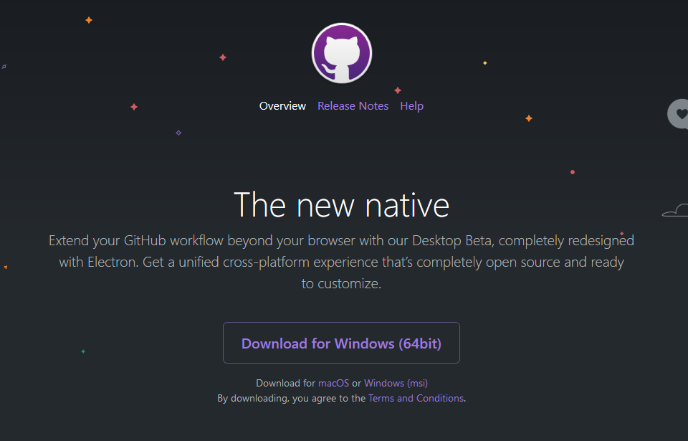 Overview Release Notes Help
The new native
Extend your GitHub workflow beyond your browser with our Desktop Beta, completely redesigned
with Electron. Get a unified cross-platform experience that's completely open source and ready
to customize.
Download for Windows (64bit)
Download for macOS or Windows (msi)
By downloading, you agree to the Terms and Conditions.